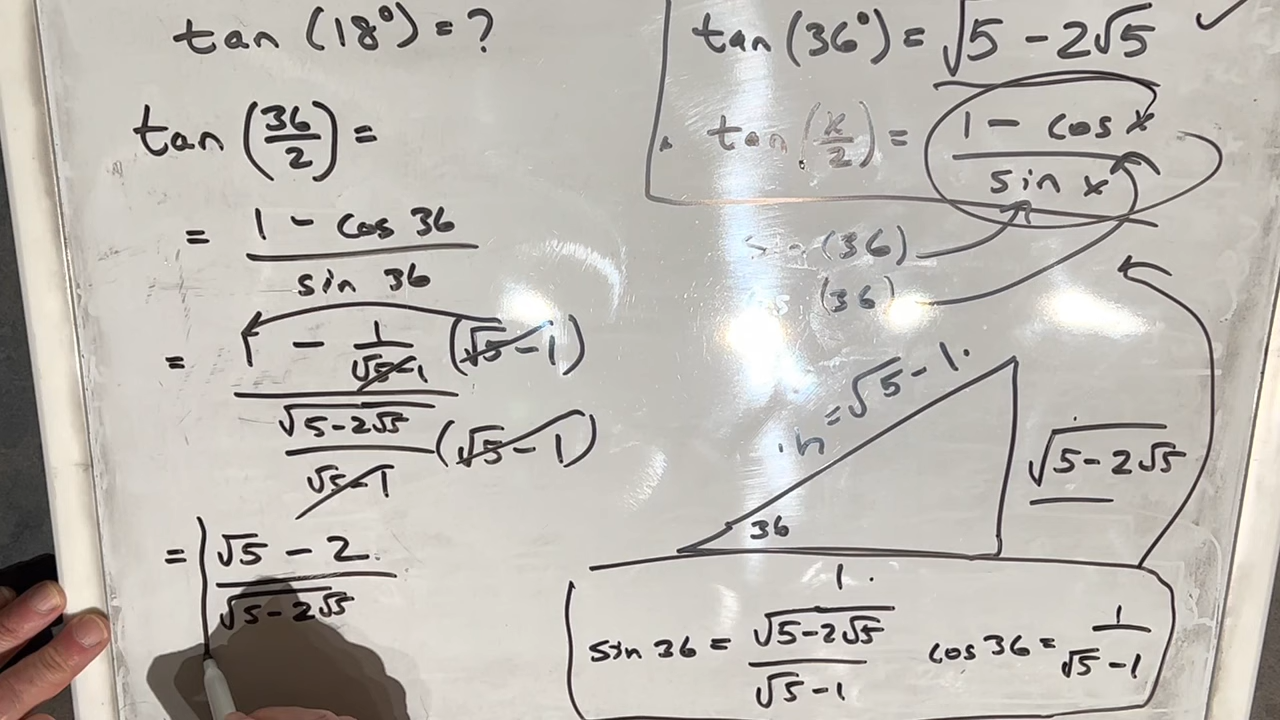 tan (18°) = ?
tan (36/2) =
= 1 - cos 36 / sin 36
= 1 - 1/(√5-1) (√5-1) / √(5-2√5)/(√5-1) (√5-1)
= √5 - 2 / √(5-2√5)
tan (36°) = √(5-2√5) ✓
tan (x/2) = 1 - cos x / sin x
(36)
(36)
h = √5 - 1
√(5-2√5)
36
1
sin 36 = √(5-2√5) / (√5-1) cos 36 = 1 / (√5-1)